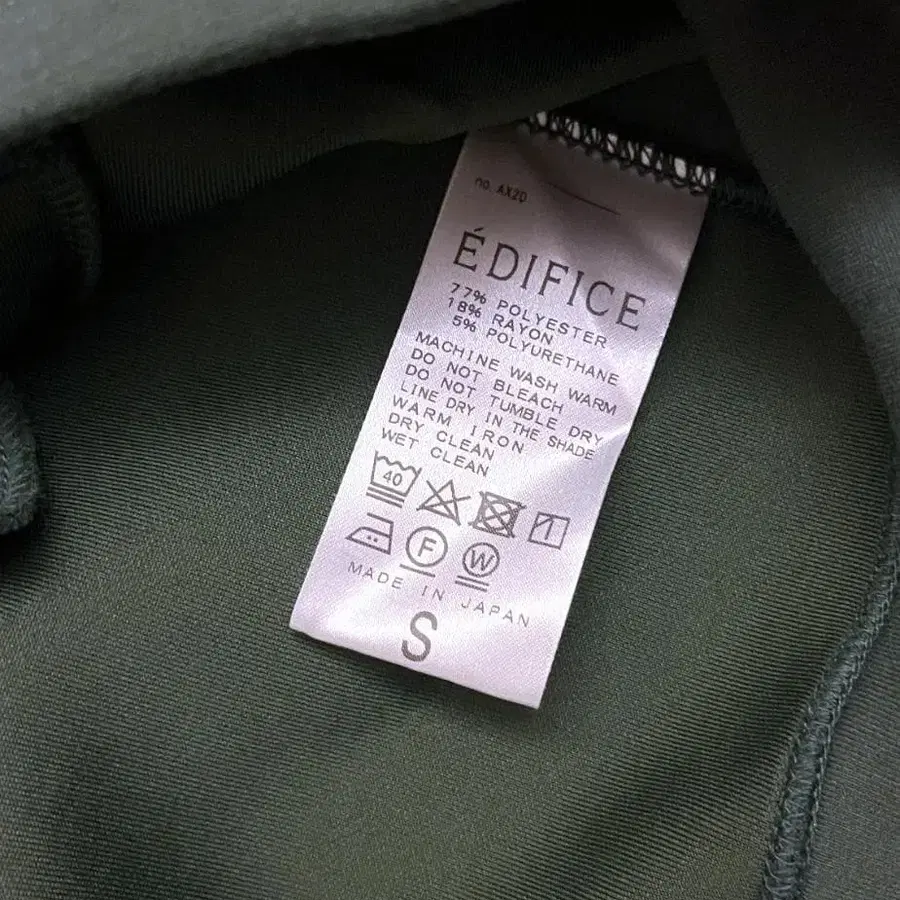 no. AX20
ÉDIFICE
77% POLYESTER
18% RAYON
5% POLYURETHANE
MACHINE WASH WARM
DO NOT BLEACH
DO NOT TUMBLE DRY
LINE DRY IN THE SHADE
WARM IRON
DRY CLEAN
WET CLEAN
40
F W
MADE IN JAPAN
S